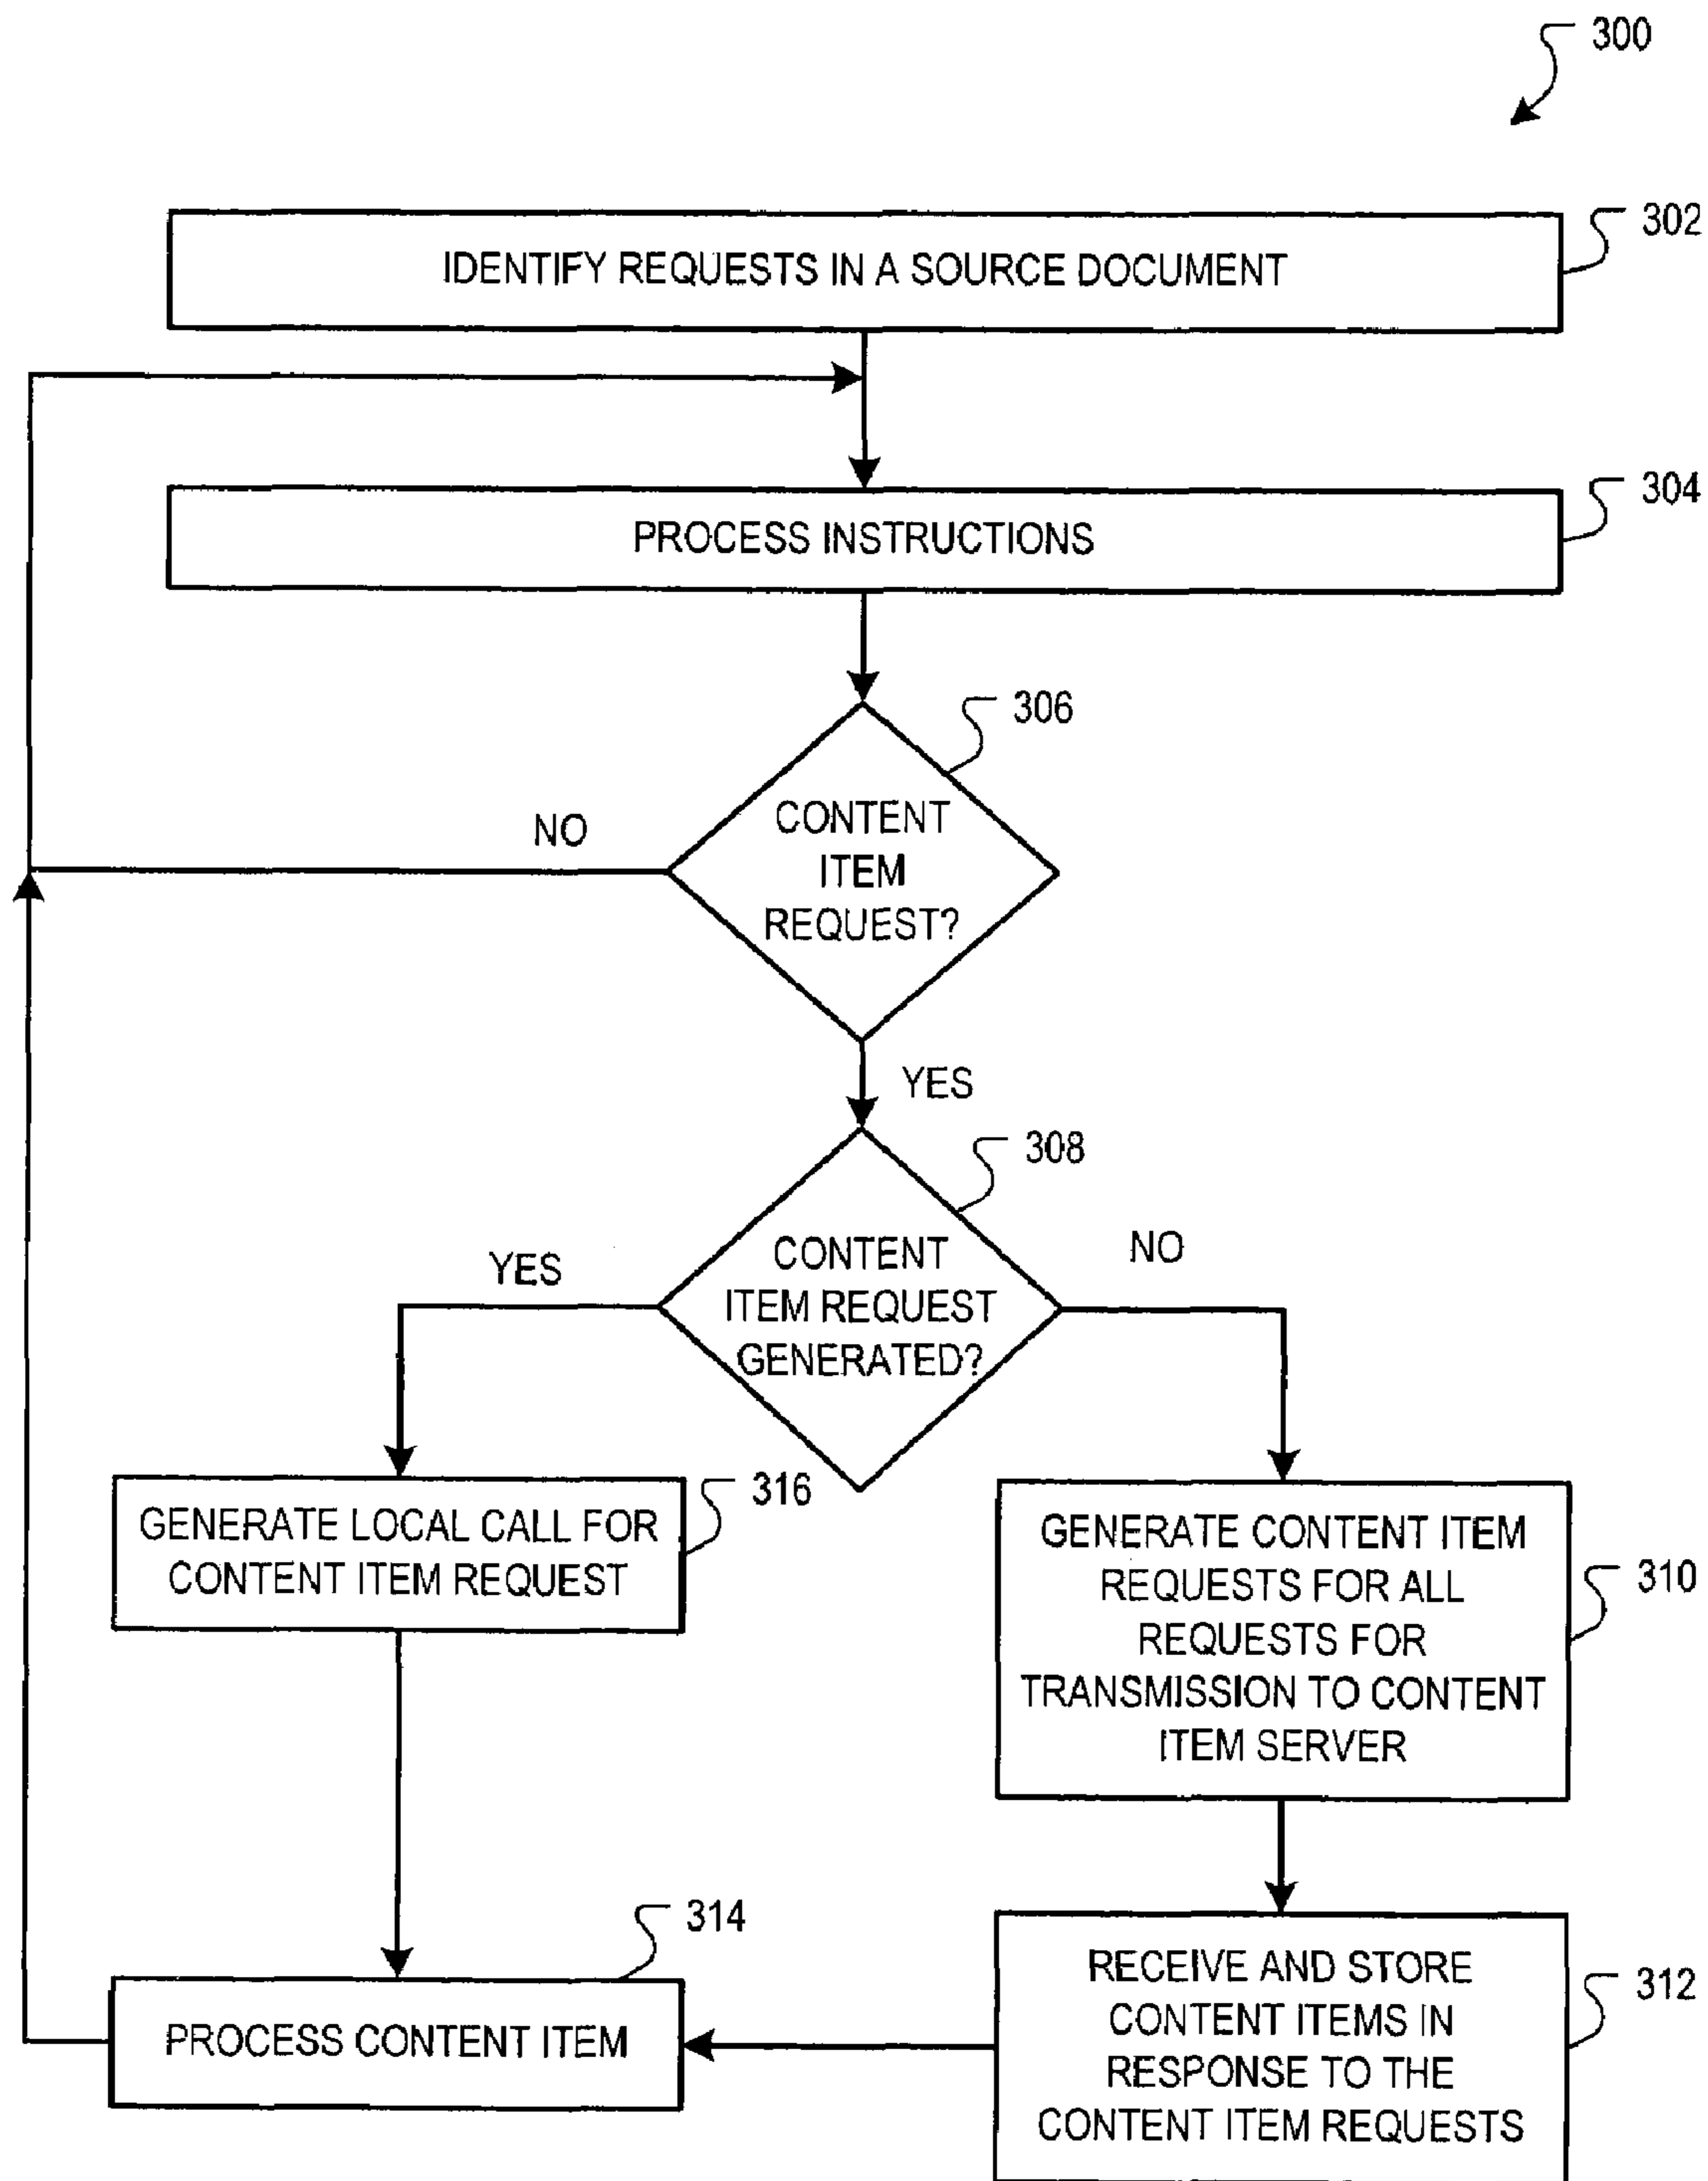 300
302
IDENTIFY REQUESTS IN A SOURCE DOCUMENT
304
PROCESS INSTRUCTIONS
306
CONTENT
ITEM
REQUEST?
NO
YES
308
CONTENT
ITEM REQUEST
GENERATED?
YES
NO
316
GENERATE LOCAL CALL FOR
CONTENT ITEM REQUEST
310
GENERATE CONTENT ITEM
REQUESTS FOR ALL
REQUESTS FOR
TRANSMISSION TO CONTENT
ITEM SERVER
314
PROCESS CONTENT ITEM
312
RECEIVE AND STORE
CONTENT ITEMS IN
RESPONSE TO THE
CONTENT ITEM REQUESTS